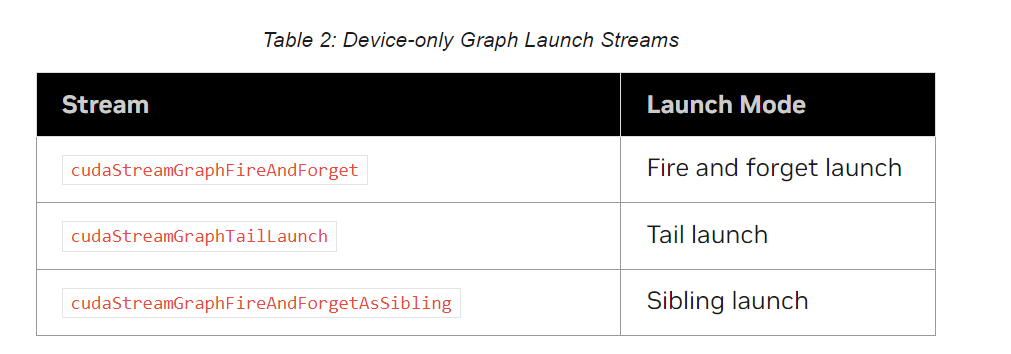 Table 2: Device-only Graph Launch Streams
Stream Launch Mode
cudaStreamGraphFireAndForget Fire and forget launch
cudaStreamGraphTailLaunch Tail launch
cudaStreamGraphFireAndForgetAsSibling Sibling launch